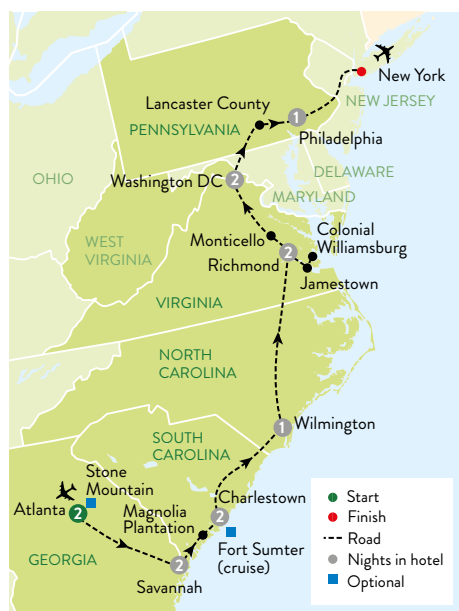 New York
NEW JERSEY
Lancaster County
PENNSYLVANIA
1
Philadelphia
OHIO
Washington DC
2
DELAWARE
MARYLAND
WEST
VIRGINIA
Monticello
Colonial
Williamsburg
Richmond
2
Jamestown
VIRGINIA
NORTH
CAROLINA
1
Wilmington
SOUTH
CAROLINA
Stone
Mountain
Atlanta
2
Magnolia
Plantation
Charlestown
2
Fort Sumter
(cruise)
GEORGIA
2
Savannah
Start
Finish
Road
Nights in hotel
Optional